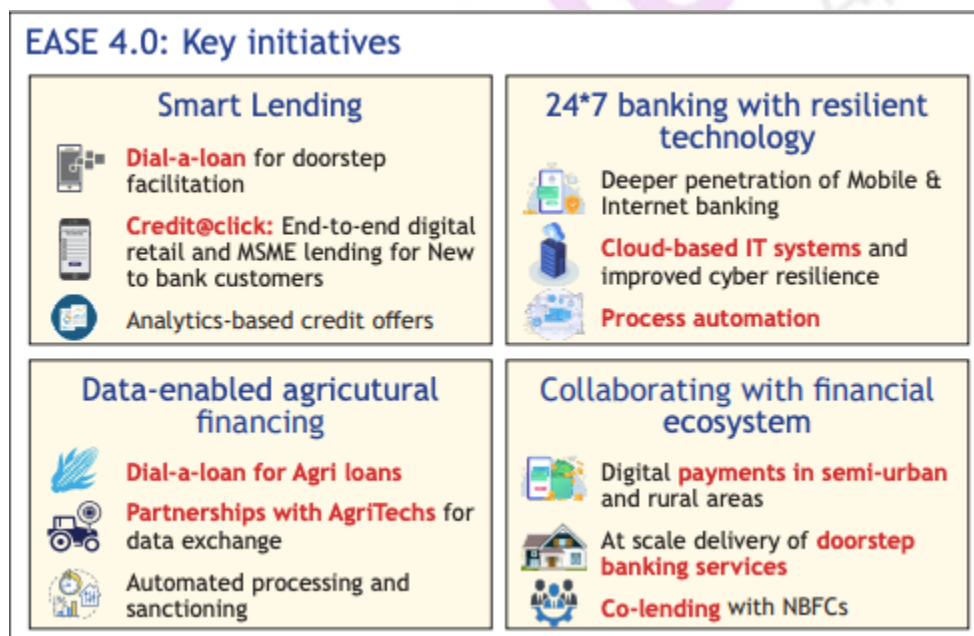 EASE 4.0: Key initiatives
Smart Lending
Dial-a-loan for doorstep
facilitation
Credit@click: End-to-end digital
retail and MSME lending for New
to bank customers
Analytics-based credit offers
24*7 banking with resilient
technology
Deeper penetration of Mobile &
Internet banking
Cloud-based IT systems and
improved cyber resilience
Process automation
Data-enabled agricutural
financing
Dial-a-loan for Agri loans
Partnerships with AgriTechs for
data exchange
Automated processing and
sanctioning
Collaborating with financial
ecosystem
Digital payments in semi-urban
and rural areas
At scale delivery of doorstep
banking services
Co-lending with NBFCs